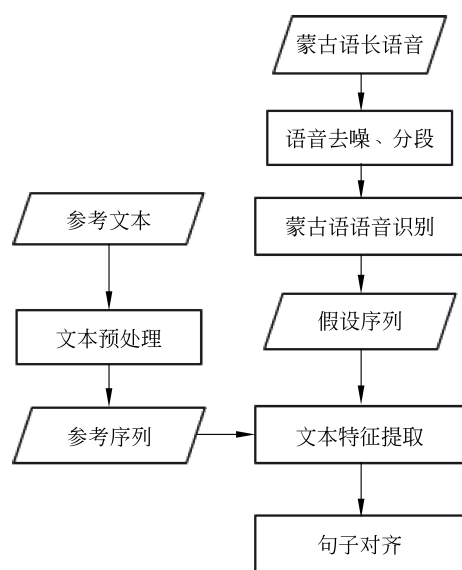 蒙古语长语音
语音去噪、分段
参考文本
蒙古语语音识别
文本预处理
假设序列
参考序列
文本特征提取
句子对齐